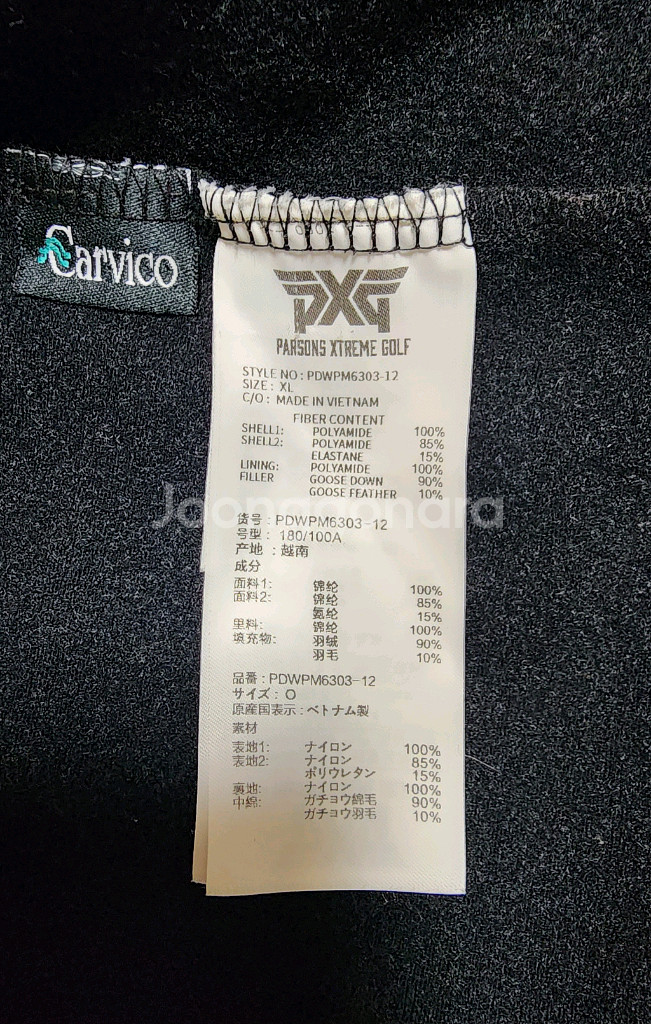 Carvico
PXG
PARSONS XTREME GOLF
STYLE NO : PDWPM6303-12
SIZE : XL
C/O : MADE IN VIETNAM
FIBER CONTENT
SHELL1: POLYAMIDE 100%
SHELL2: POLYAMIDE 85%
ELASTANE 15%
LINING: POLYAMIDE 100%
FILLER GOOSE DOWN 90%
GOOSE FEATHER 10%
Joongonara
货号 : PDWPM6303-12
号型 : 180/100A
产地 : 越南
成分
面料1: 锦纶 100%
面料2: 锦纶 85%
氨纶 15%
里料: 锦纶 100%
填充物: 羽绒 90%
羽毛 10%
品番 : PDWPM6303-12
サイズ : O
原産国表示 : ベトナム製
素材
表地1: ナイロン 100%
表地2: ナイロン 85%
ポリウレタン 15%
裏地: ナイロン 100%
中綿: ガチョウ綿毛 90%
ガチョウ羽毛 10%